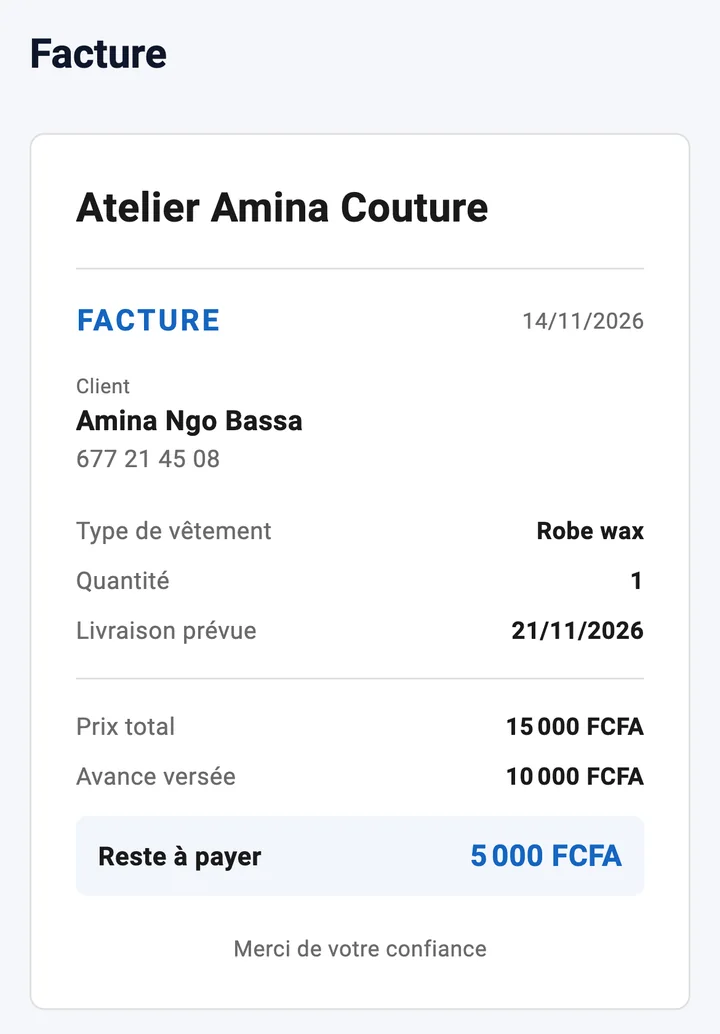 Facture
Atelier Amina Couture
FACTURE 14/11/2026
Client
Amina Ngo Bassa
677 21 45 08
Type de vêtement Robe wax
Quantité 1
Livraison prévue 21/11/2026
Prix total 15 000 FCFA
Avance versée 10 000 FCFA
Reste à payer 5 000 FCFA
Merci de votre confiance